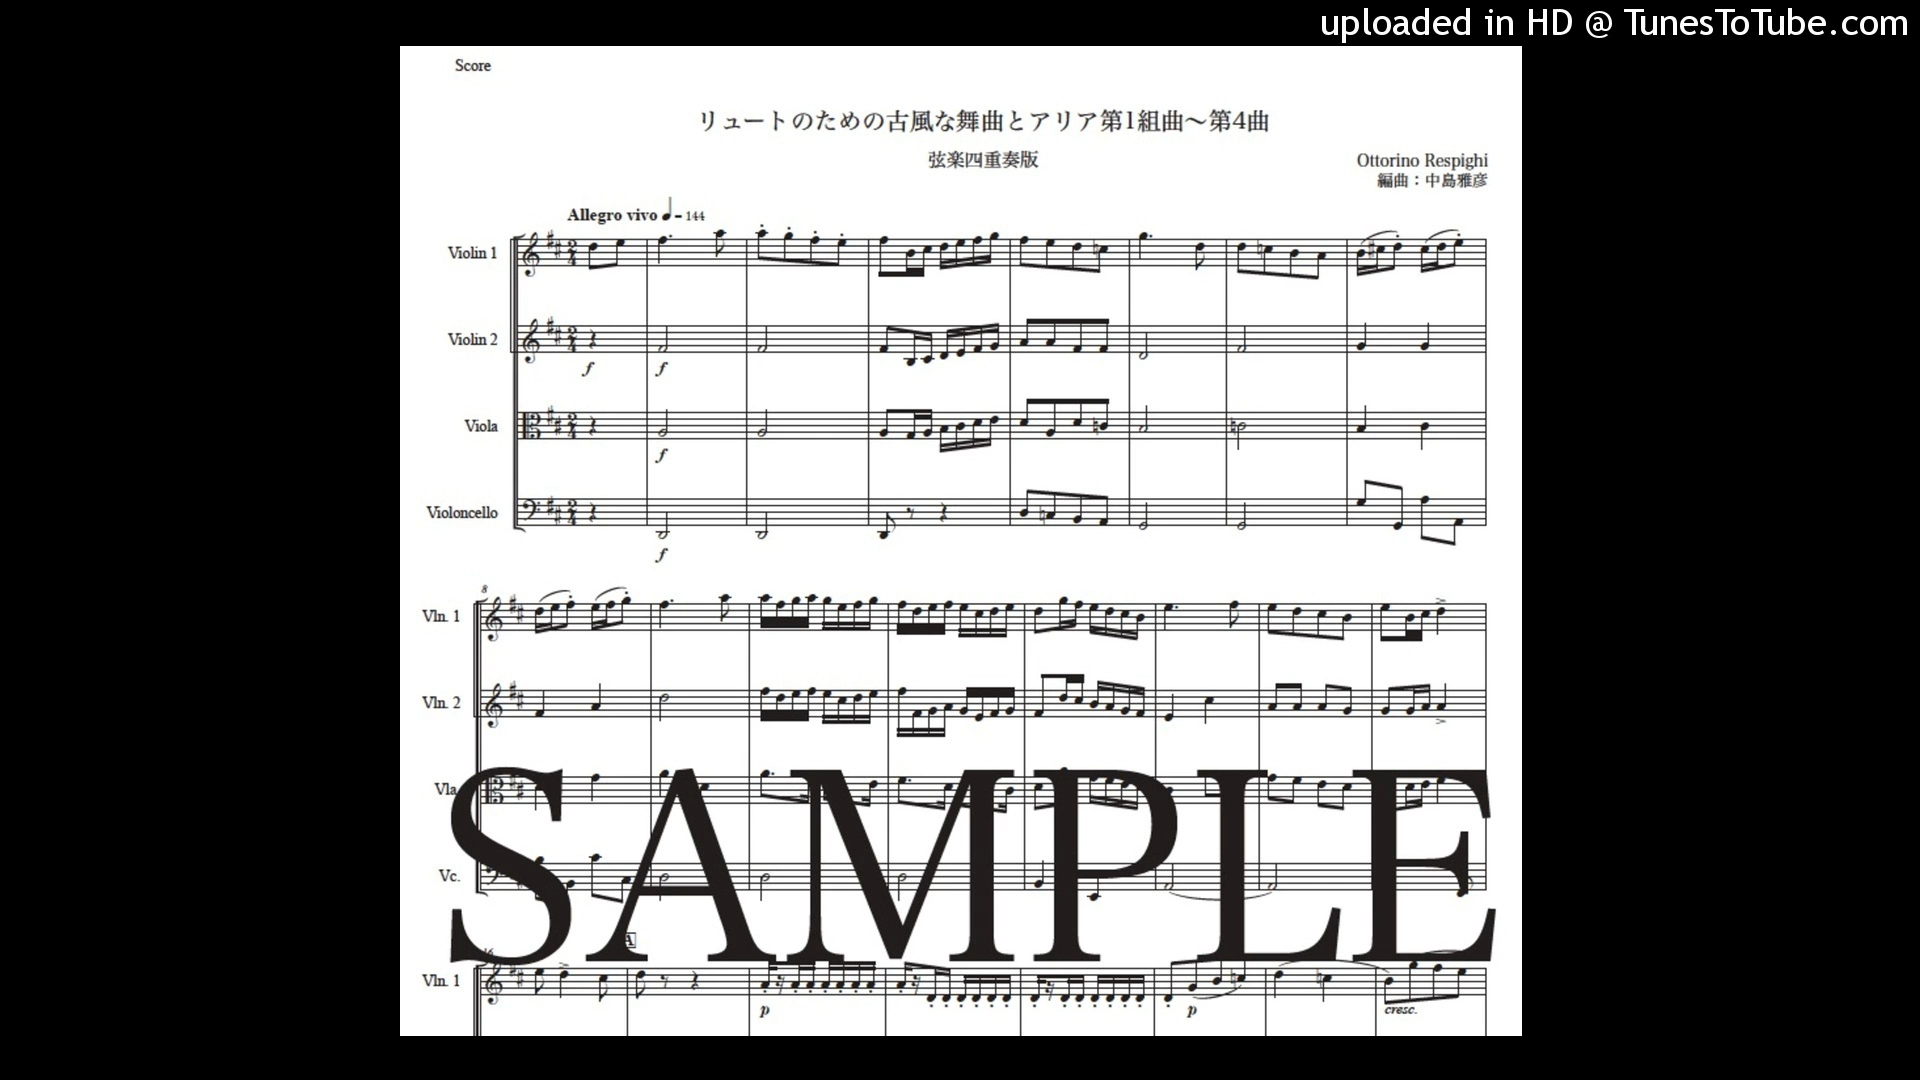 uploaded in HD @ TunesToTube.com
Score
リュートのための古風な舞曲とアリア第1組曲～第4曲
弦楽四重奏版
Ottorino Respighi
編曲：中島雅彦
Allegro vivo ♩= 144
Violin 1
Violin 2
f f
Viola
f
Violoncello
f
8
Vln. 1
Vln. 2
Vla.
Vc.
SAMPLE
A
Vln. 1
p p cresc.